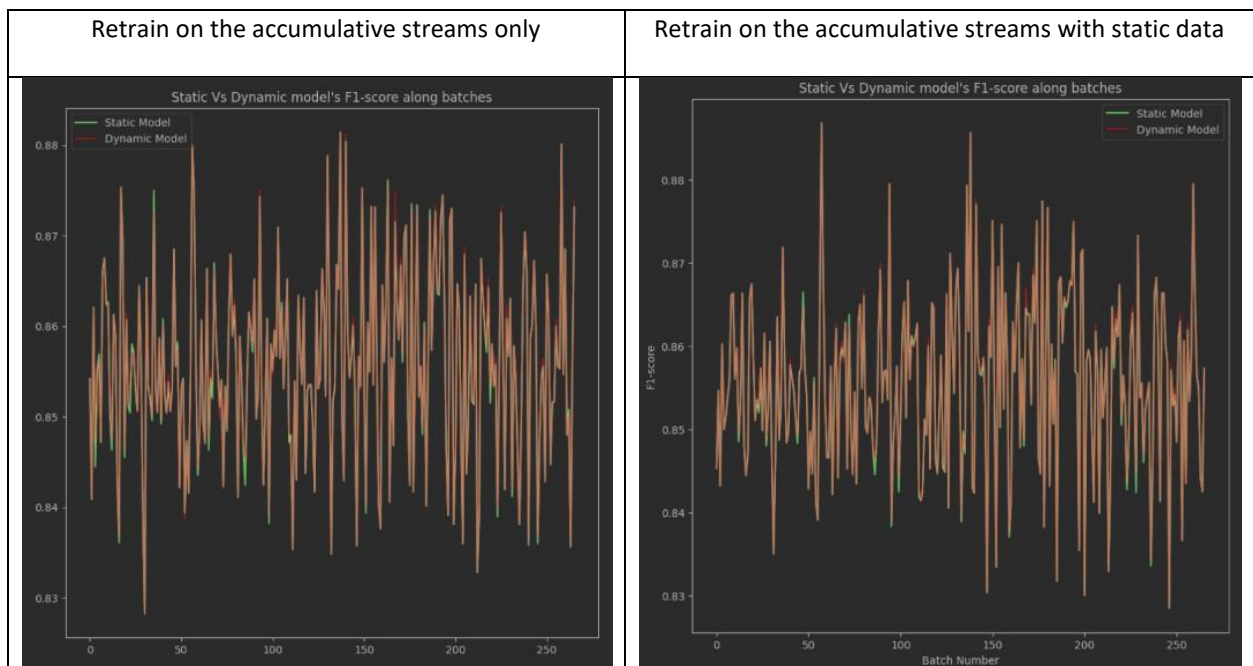 Retrain on the accumulative streams only
Retrain on the accumulative streams with static data
Static Vs Dynamic model's F1-score along batches
Static Model
Dynamic Model
0.88
0.87
0.86
0.85
0.84
0.83
0
50
100
150
200
250
Static Vs Dynamic model's F1-score along batches
Static Model
Dynamic Model
F1-score
0.88
0.87
0.86
0.85
0.84
0.83
0
50
100
150
200
250
Batch Number